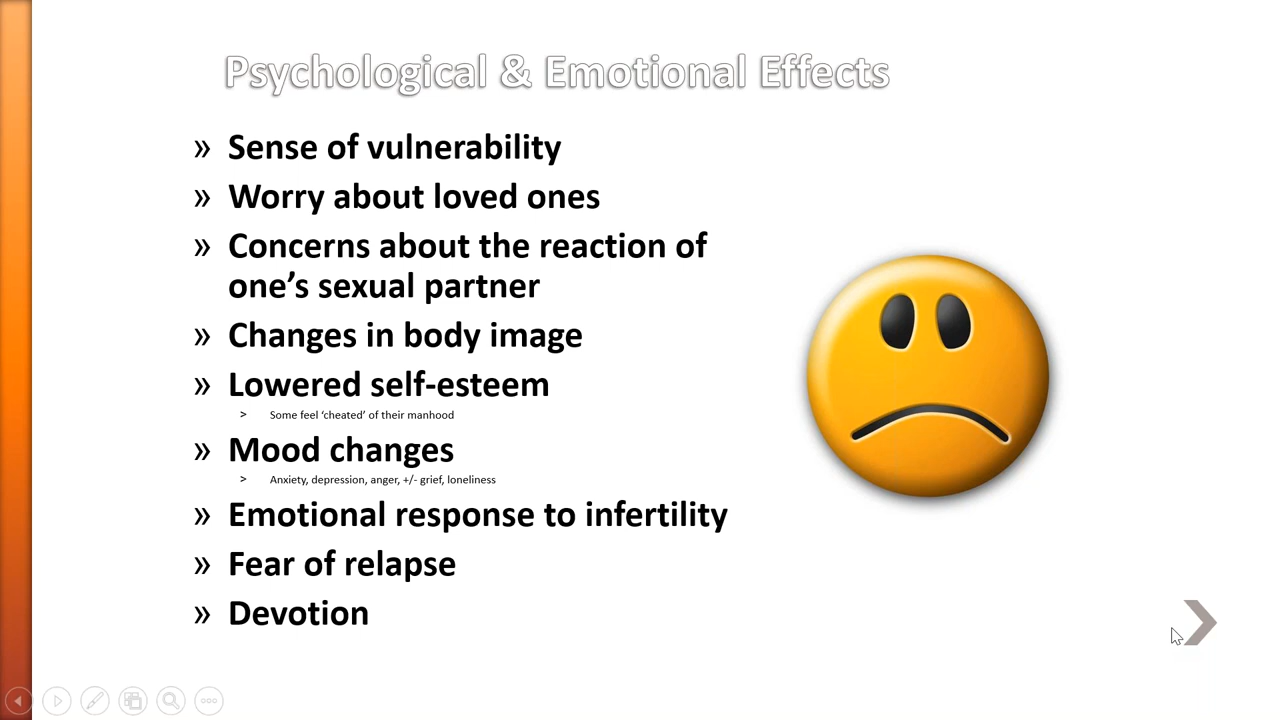 Psychological & Emotional Effects
» Sense of vulnerability
» Worry about loved ones
» Concerns about the reaction of
one’s sexual partner
» Changes in body image
» Lowered self-esteem
> Some feel ‘cheated’ of their manhood
» Mood changes
> Anxiety, depression, anger, +/- grief, loneliness
» Emotional response to infertility
» Fear of relapse
» Devotion